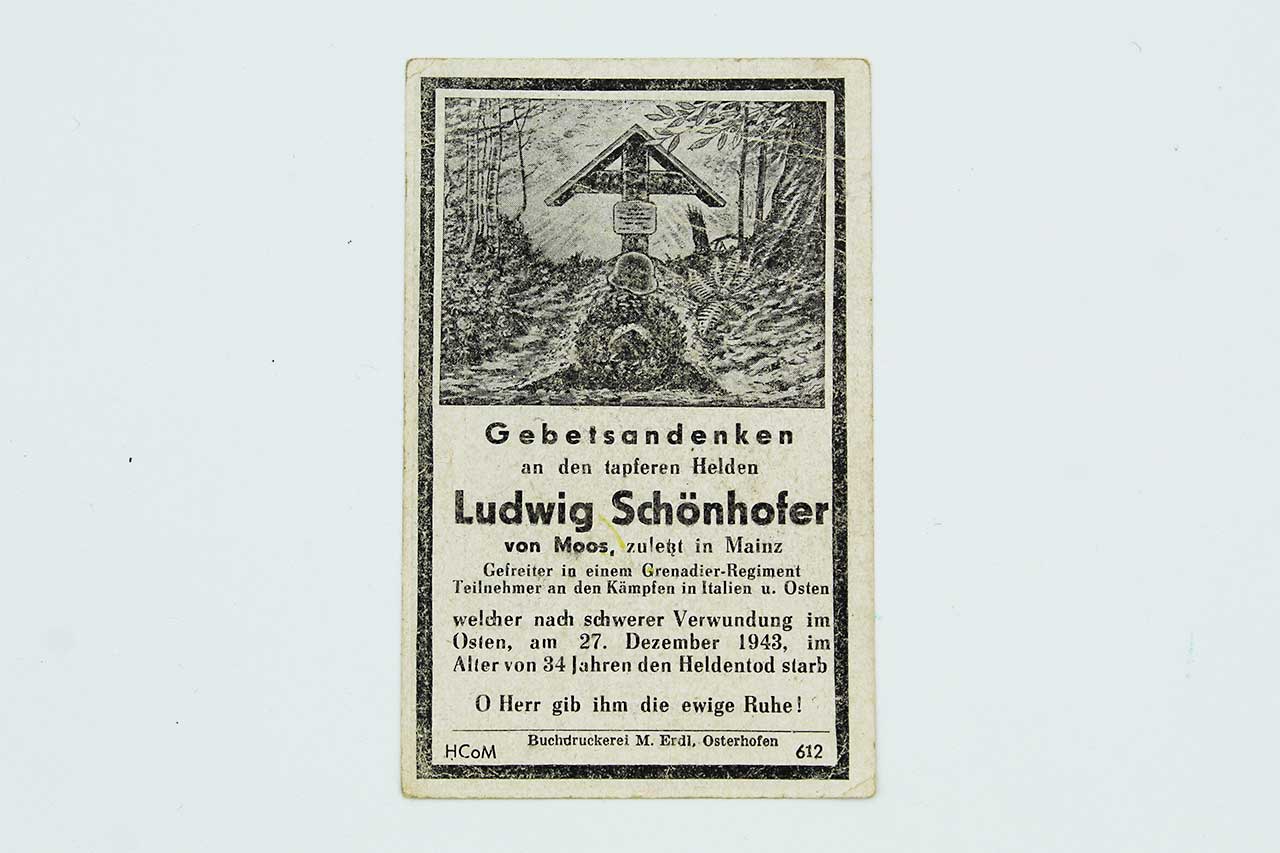 Gebetsandenken
an den tapferen Helden
Ludwig Schönhofer
von Moos, zuletzt in Mainz
Gefreiter in einem Grenadier-Regiment
Teilnehmer an den Kämpfen in Italien u. Osten
welcher nach schwerer Verwundung im
Osten, am 27. Dezember 1943, im
Alter von 34 Jahren den Heldentod starb
O Herr gib ihm die ewige Ruhe!
Buchdruckerei M. Erdl, Osterhofen
HCoM 612